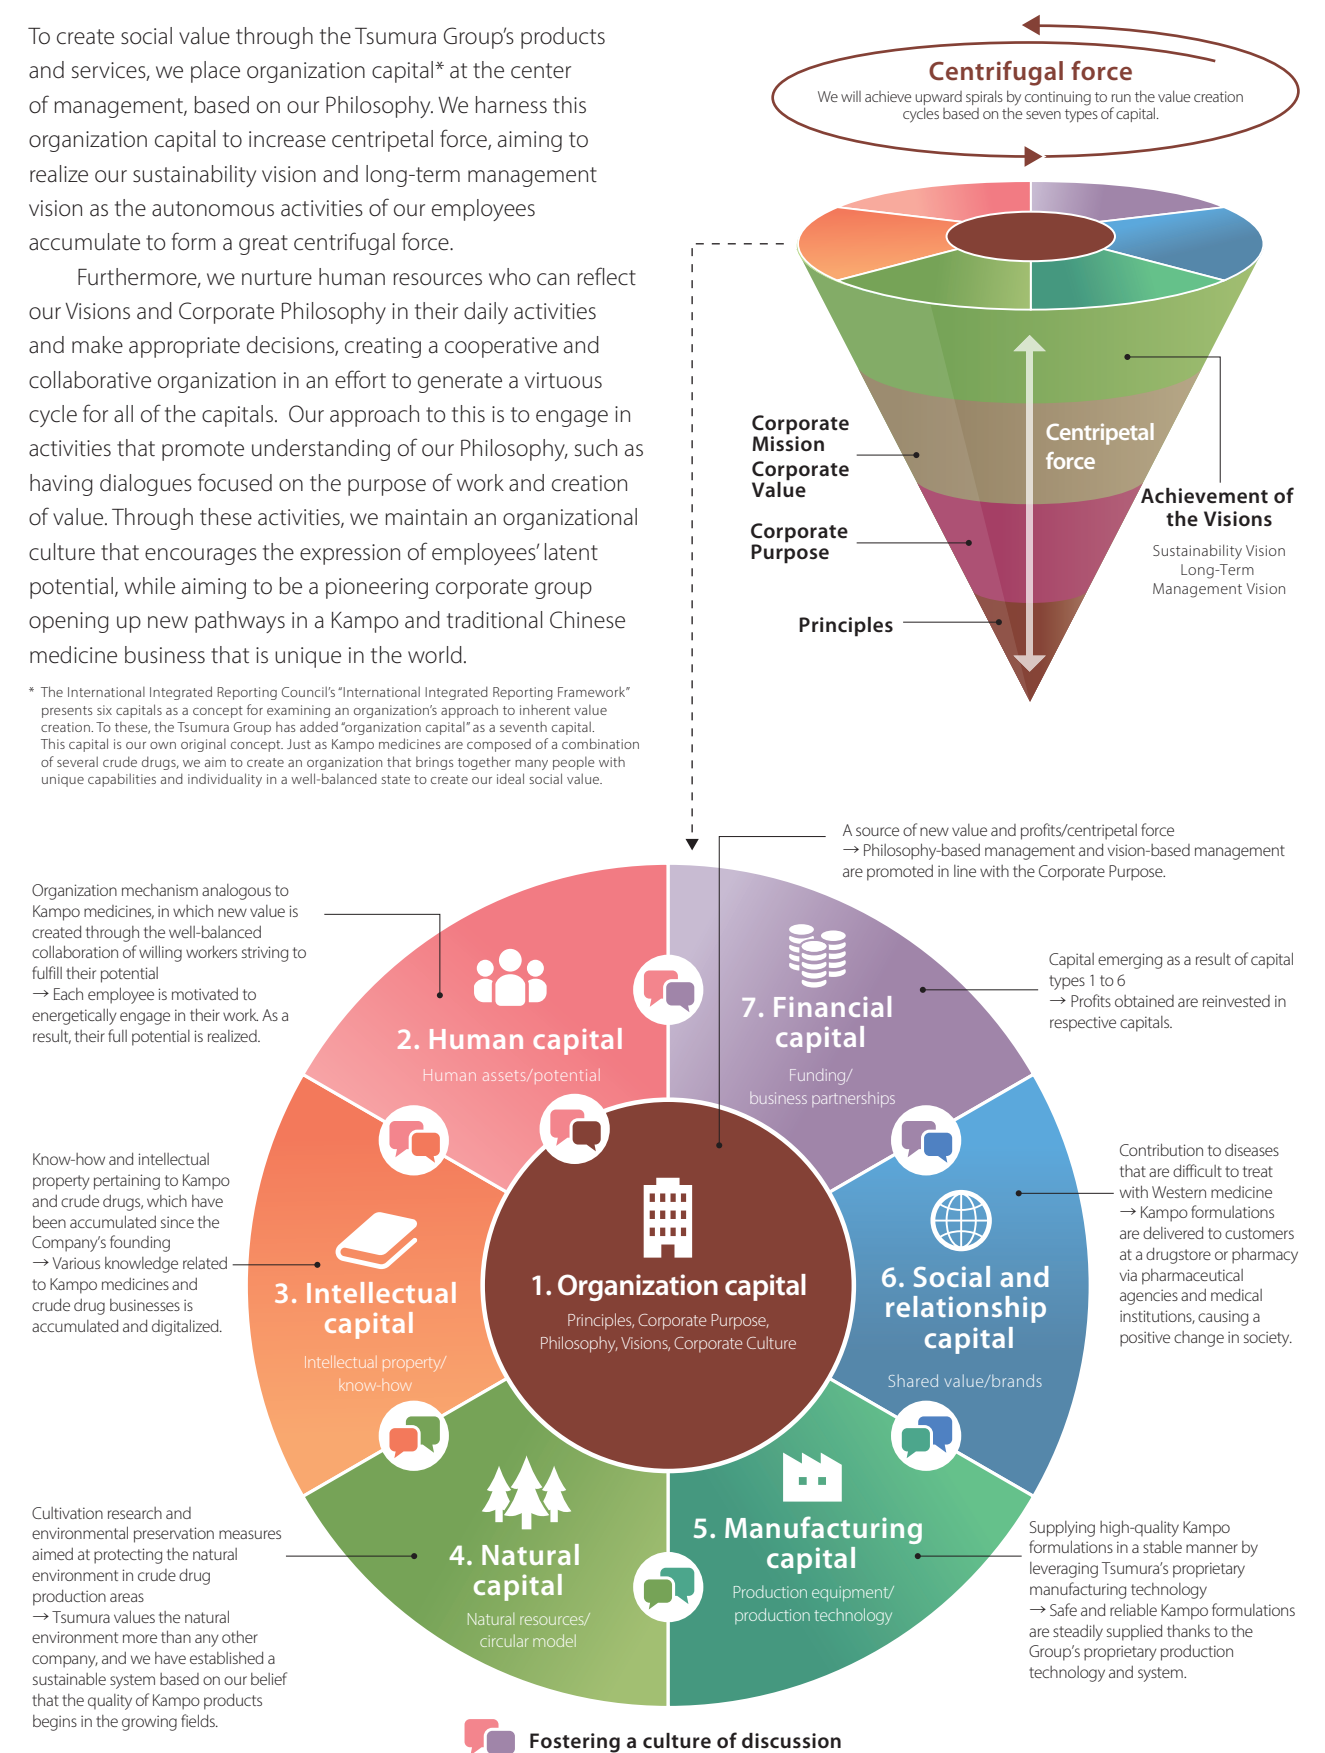 To create social value through the Tsumura Group's products
and services, we place organization capital* at the center
of management, based on our Philosophy. We harness this
organization capital to increase centripetal force, aiming to
realize our sustainability vision and long-term management
vision as the autonomous activities of our employees
accumulate to form a great centrifugal force.
Furthermore, we nurture human resources who can reflect
our Visions and Corporate Philosophy in their daily activities
and make appropriate decisions, creating a cooperative and
collaborative organization in an effort to generate a virtuous
cycle for all of the capitals. Our approach to this is to engage in
activities that promote understanding of our Philosophy, such as
having dialogues focused on the purpose of work and creation
of value. Through these activities, we maintain an organizational
culture that encourages the expression of employees' latent
potential, while aiming to be a pioneering corporate group
opening up new pathways in a Kampo and traditional Chinese
medicine business that is unique in the world.
* The International Integrated Reporting Council's "International Integrated Reporting Framework"
presents six capitals as a concept for examining an organization's approach to inherent value
creation. To these, the Tsumura Group has added "organization capital" as a seventh capital.
This capital is our own original concept. Just as Kampo medicines are composed of a combination
of several crude drugs, we aim to create an organization that brings together many people with
unique capabilities and individuality in a well-balanced state to create our ideal social value.
Centrifugal force
We will achieve upward spirals by continuing to run the value creation
cycles based on the seven types of capital.
Corporate
Mission
Corporate
Value
Corporate
Purpose
Principles
Centripetal
force
Achievement of
the Visions
Sustainability Vision
Long-Term
Management Vision
A source of new value and profits/centripetal force
→ Philosophy-based management and vision-based management
are promoted in line with the Corporate Purpose.
Organization mechanism analogous to
Kampo medicines, in which new value is
created through the well-balanced
collaboration of willing workers striving to
fulfill their potential
→ Each employee is motivated to
energetically engage in their work. As a
result, their full potential is realized.
2. Human capital
Human assets/potential
7. Financial
capital
Funding/
business partnerships
Capital emerging as a result of capital
types 1 to 6
→ Profits obtained are reinvested in
respective capitals.
Know-how and intellectual
property pertaining to Kampo
and crude drugs, which have
been accumulated since the
Company's founding
→ Various knowledge related
to Kampo medicines and
crude drug businesses is
accumulated and digitalized.
3. Intellectual
capital
Intellectual property/
know-how
1. Organization capital
Principles, Corporate Purpose,
Philosophy, Visions, Corporate Culture
6. Social and
relationship
capital
Shared value/brands
Contribution to diseases
that are difficult to treat
with Western medicine
→ Kampo formulations
are delivered to customers
at a drugstore or pharmacy
via pharmaceutical
agencies and medical
institutions, causing a
positive change in society.
Cultivation research and
environmental preservation measures
aimed at protecting the natural
environment in crude drug
production areas
→ Tsumura values the natural
environment more than any other
company, and we have established a
sustainable system based on our belief
that the quality of Kampo products
begins in the growing fields.
4. Natural
capital
Natural resources/
circular model
5. Manufacturing
capital
Production equipment/
production technology
Supplying high-quality Kampo
formulations in a stable manner by
leveraging Tsumura's proprietary
manufacturing technology
→ Safe and reliable Kampo formulations
are steadily supplied thanks to the
Group's proprietary production
technology and system.
Fostering a culture of discussion